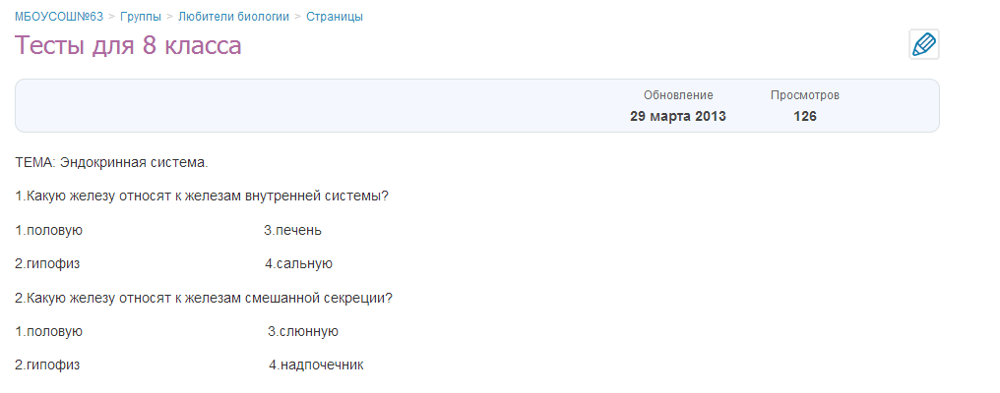 МБОУСОШ№63 > Группы > Любители биологии > Страницы
Тесты для 8 класса
Обновление Просмотров
29 марта 2013 126
ТЕМА: Эндокринная система.
1.Какую железу относят к железам внутренней системы?
1.половую 3.печень
2.гипофиз 4.сальную
2.Какую железу относят к железам смешанной секреции?
1.половую 3.слюнную
2.гипофиз 4.надпочечник